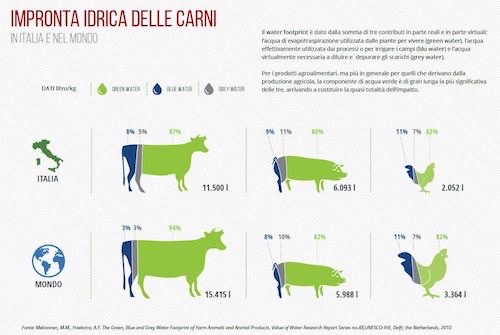 IMPRONTA IDRICA DELLE CARNI
IN ITALIA E NEL MONDO
Il water footprint è dato dalla somma di tre contributi in parte reali e in parte virtuali:
l'acqua di evapotraspirazione utilizzata dalle piante per vivere (green water), l'acqua
effettivamente utilizzata dai processi o per irrigare i campi (blu water) e l'acqua
virtualmente necessaria a diluire e depurare gli scarichi (grey water).
Per i prodotti agroalimentari, ma più in generale per quelli che derivano dalla
produzione agricola, la componente di acqua verde è di gran lunga la più significativa
delle tre, arrivando a costituire la quasi totalità dell'impatto.
DATI litro/kg GREEN WATER BLUE WATER GREY WATER
8% 5% 87% 9% 11% 80% 11% 7% 82%
ITALIA 11.500 l 6.093 l 2.052 l
3% 3% 94% 8% 10% 82% 11% 7% 82%
MONDO 15.415 l 5.988 l 3.364 l
Fonte: Mekonnen, M.M., Hoekstra, A.Y. The Green, Blue and Grey Water Footprint of Farm Animals and Animal Products. Value of Water Research Report Series no.48,UNESCO-IHE, Delft, the Netherlands, 2010